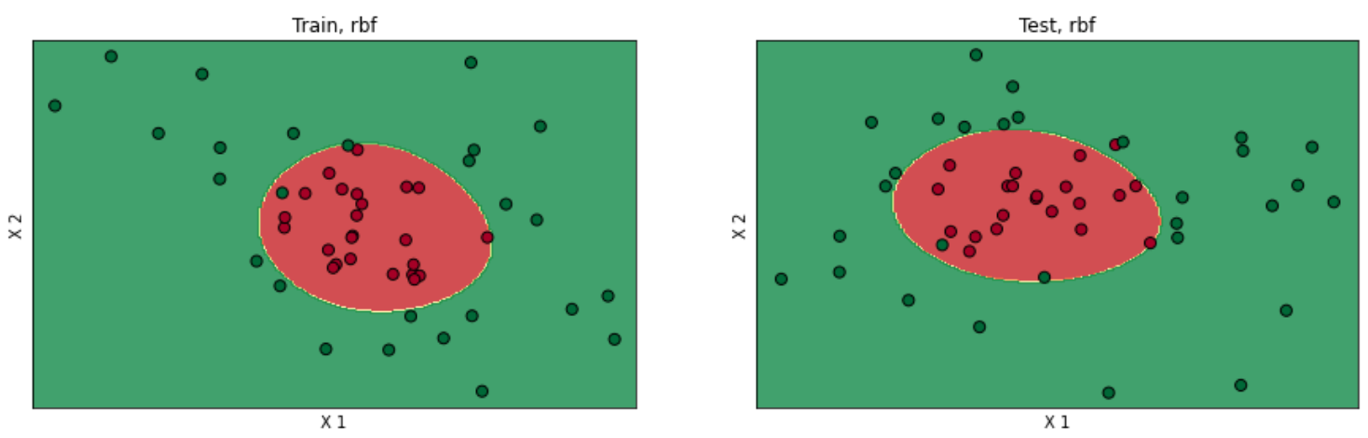 Train, rbf
Test, rbf
X 2
X 2
X 1
X 1